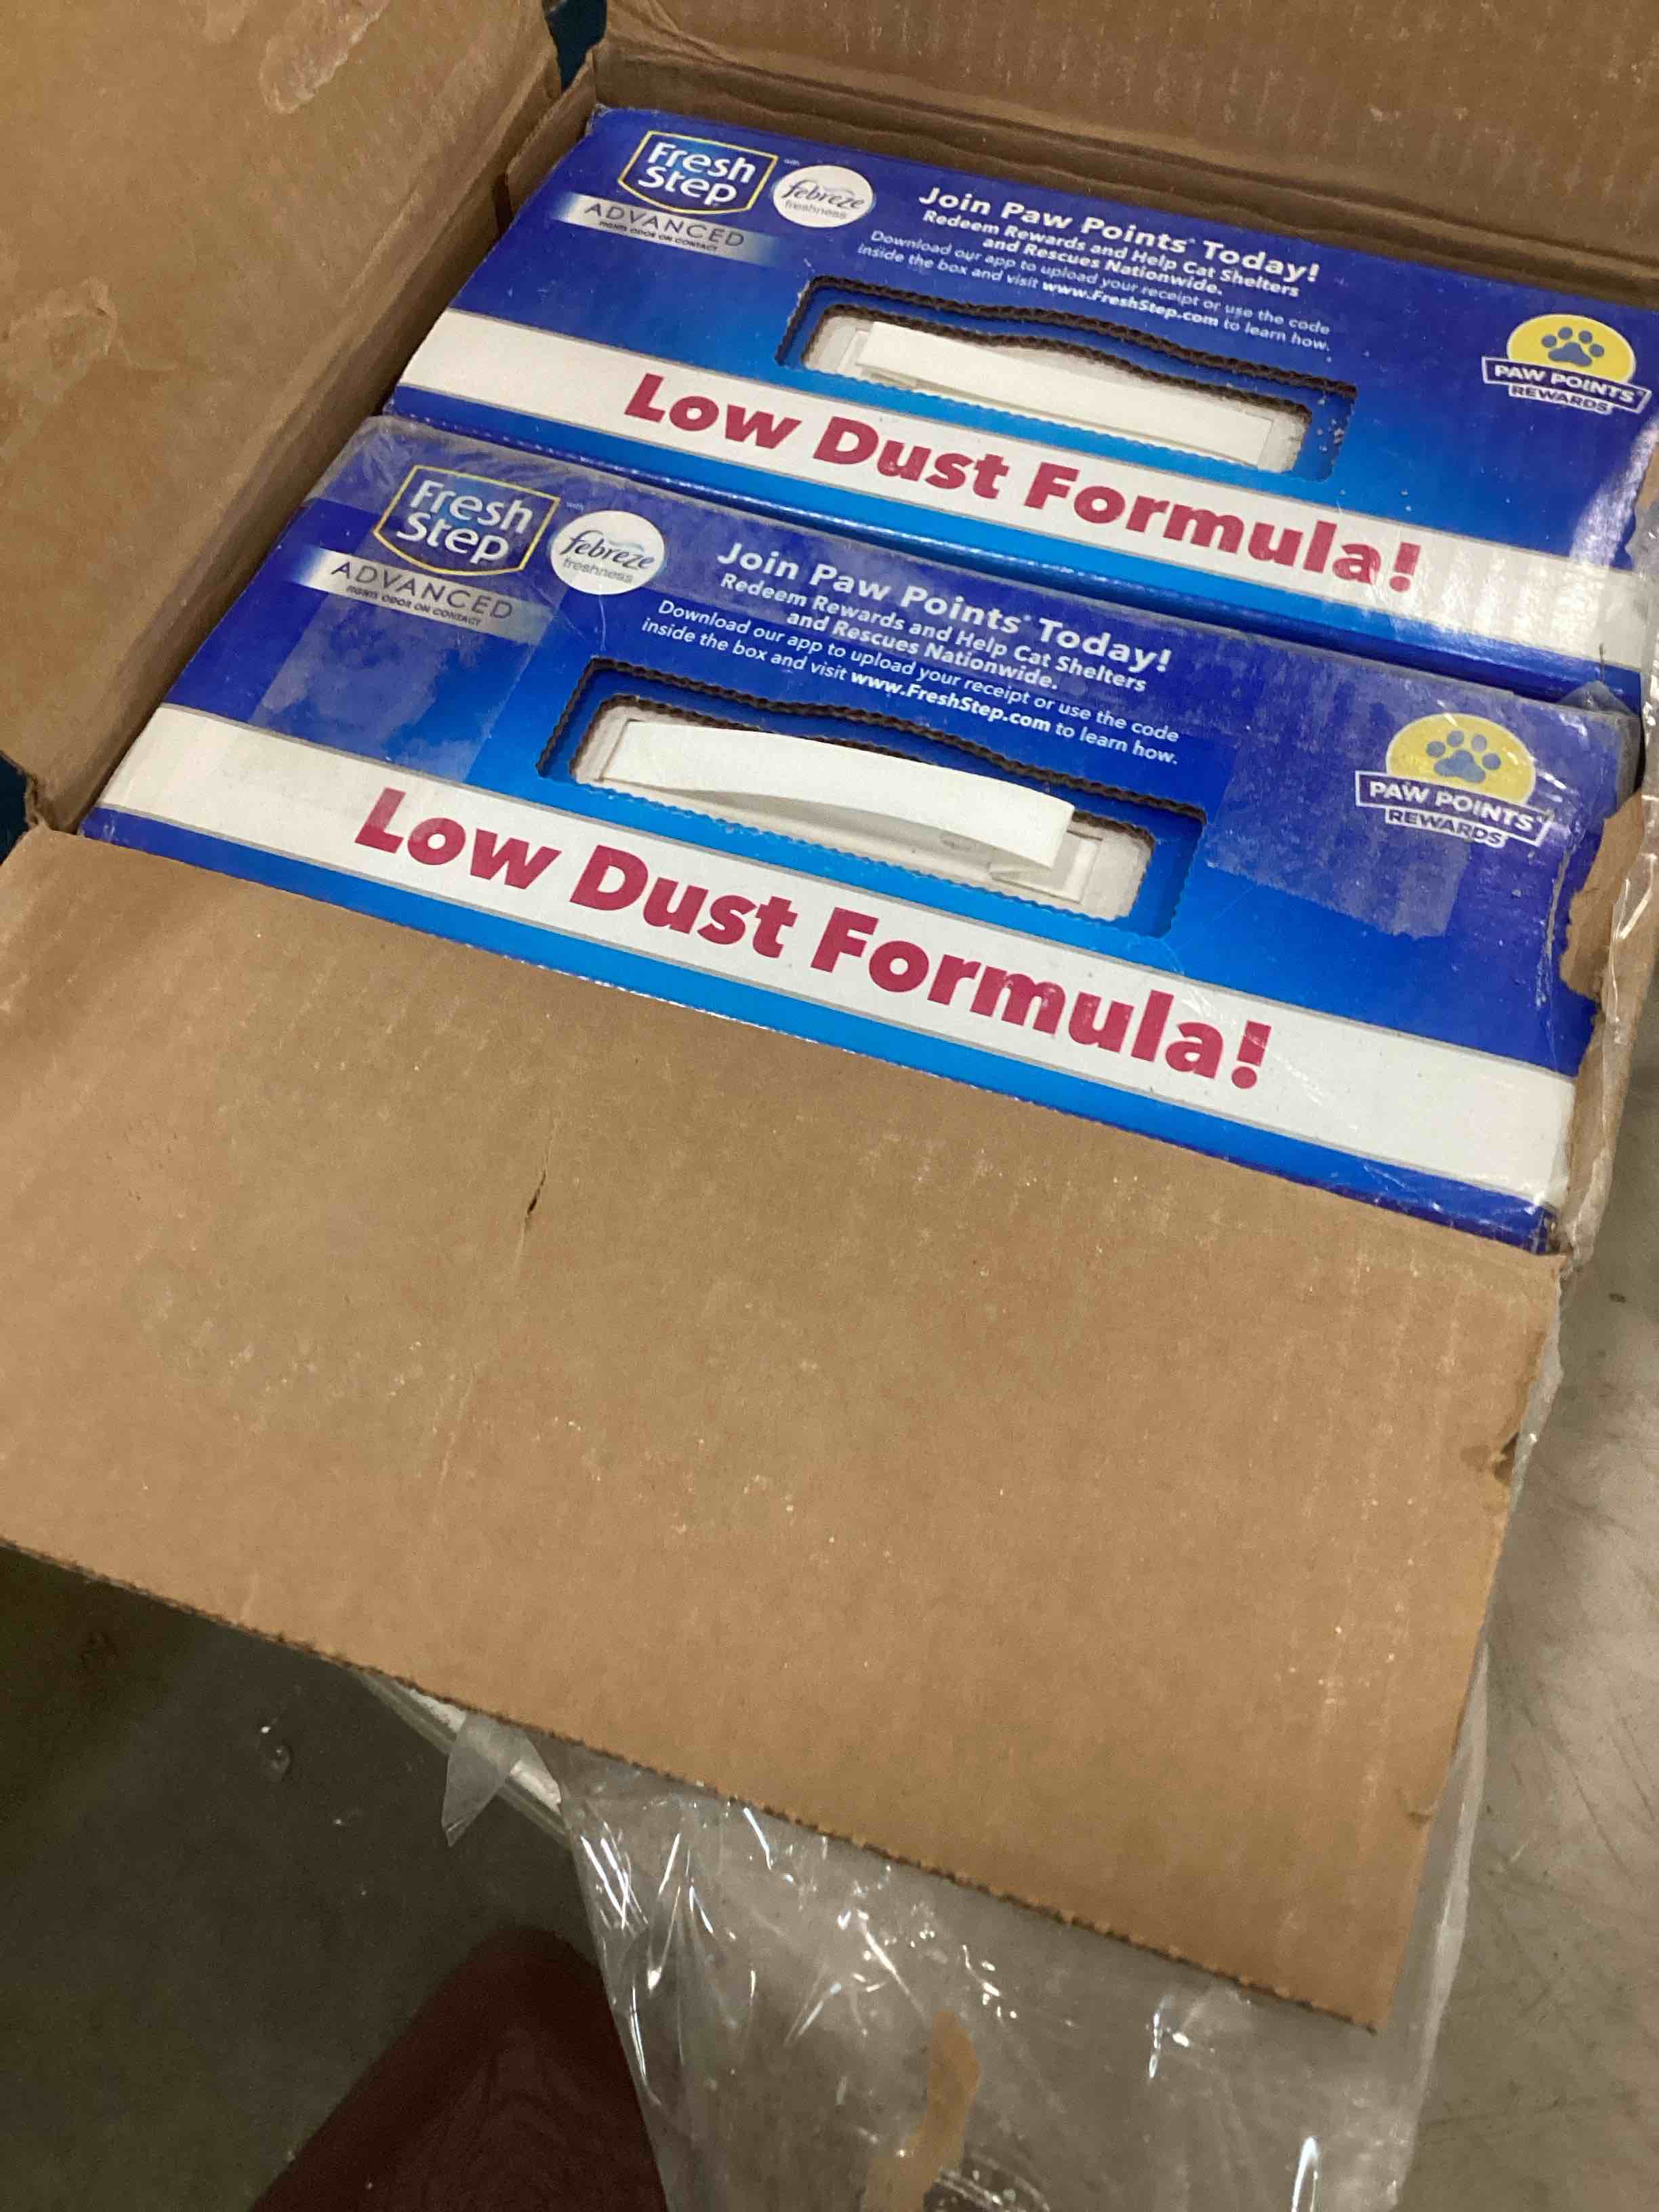 Fresh
Step
with
febreze
freshness
ADVANCED
FIGHTS ODOR ON CONTACT
Join Paw Points® Today!
Redeem Rewards and Help Cat Shelters
and Rescues Nationwide.
Download our app to upload your receipt or use the code
inside the box and visit www.FreshStep.com to learn how.
PAW POINTS®
REWARDS
Low Dust Formula!
Fresh
Step
with
febreze
freshness
ADVANCED
FIGHTS ODOR ON CONTACT
Join Paw Points® Today!
Redeem Rewards and Help Cat Shelters
and Rescues Nationwide.
Download our app to upload your receipt or use the code
inside the box and visit www.FreshStep.com to learn how.
PAW POINTS®
REWARDS
Low Dust Formula!